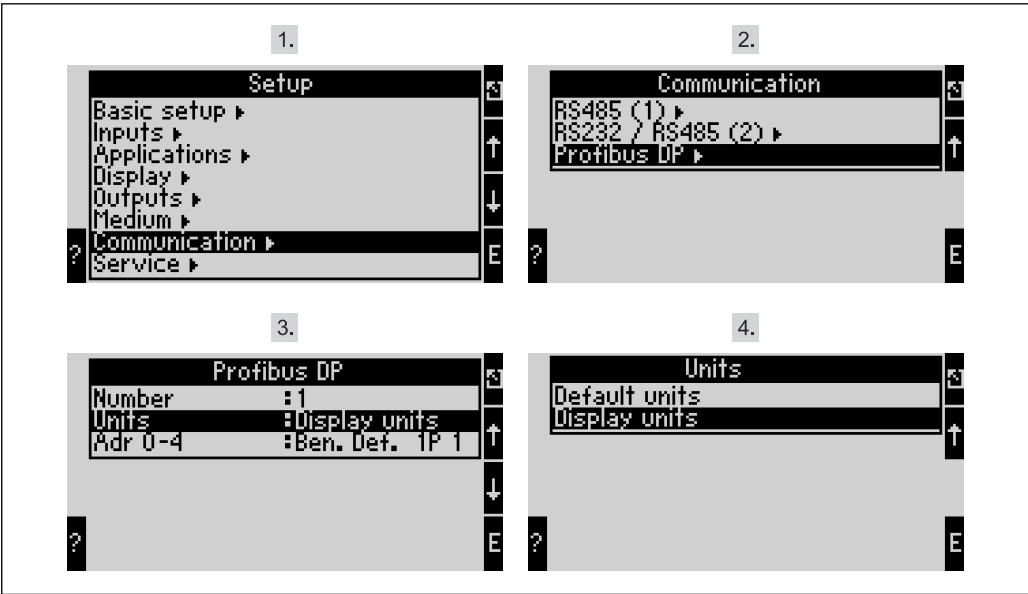 1.
Setup
Basic setup ▸
Inputs ▸
Applications ▸
Display ▸
Outputs ▸
Medium ▸
Communication ▸
Service ▸
↑
↓
? E
2.
Communication
RS485 (1) ▸
RS232 / RS485 (2) ▸
Profibus DP ▸
↑
? E
3.
Profibus DP
Number :1
Units :Display units
Adr 0-4 :Ben. Def. 1P 1
↑
↓
? E
4.
Units
Default units
Display units
↑
? E